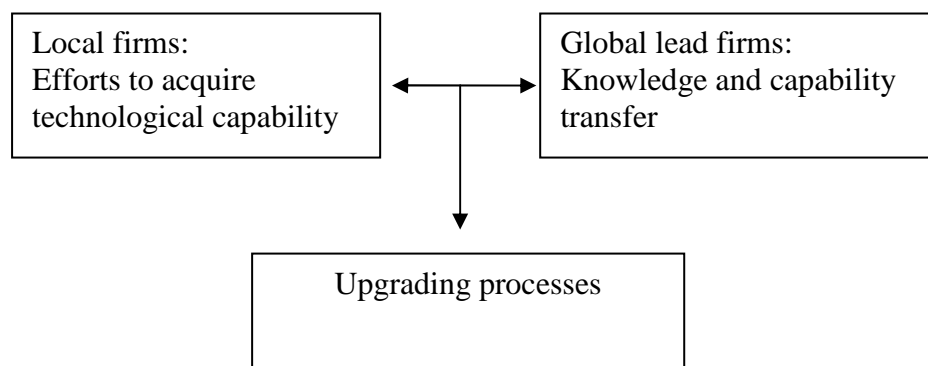 Local firms:
Efforts to acquire
technological capability
Global lead firms:
Knowledge and capability
transfer
Upgrading processes